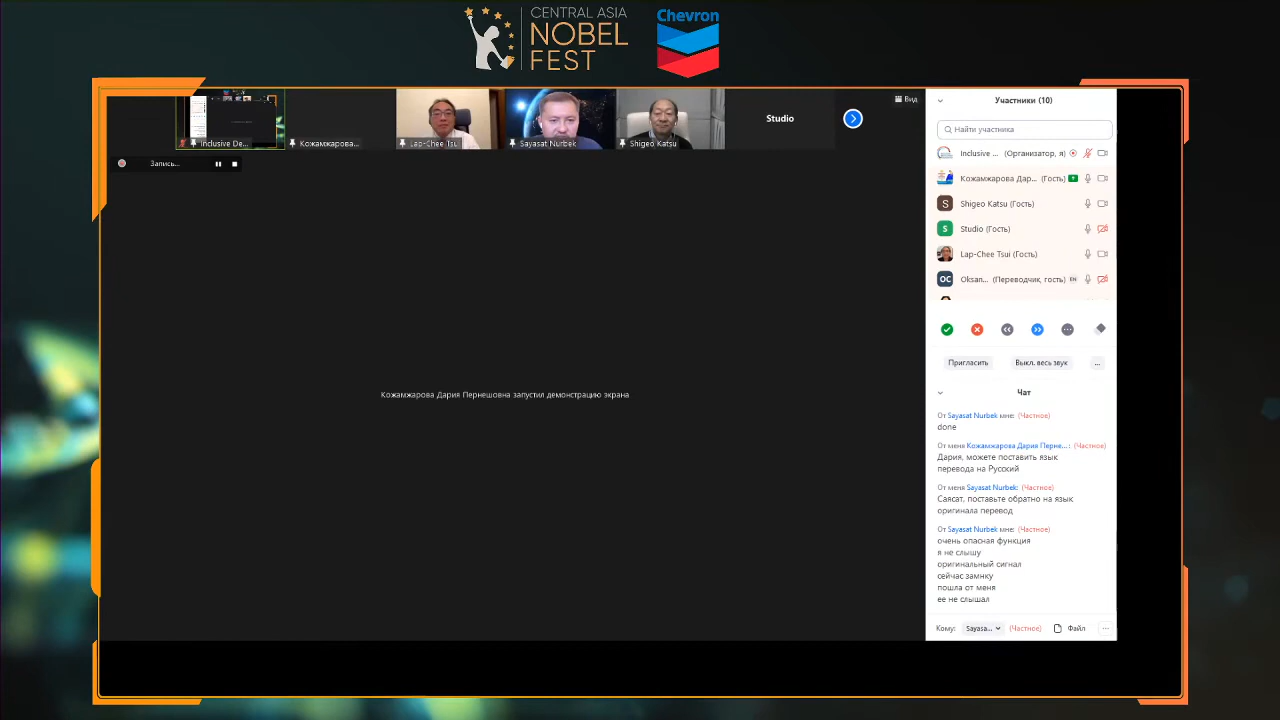 CENTRAL ASIA
NOBEL
FEST
Chevron
Inclusive De...
Кожамжарова...
Lap-Chee Tsui
Sayasat Nurbek
Shigeo Katsu
Studio
Вид
Запись...
Кожамжарова Дария Пернешовна запустил демонстрацию экрана
Участники (10)
Найти участника
Inclusive ... (Организатор, я)
Кожамжарова Дар... (Гость)
S Shigeo Katsu (Гость)
S Studio (Гость)
Lap-Chee Tsui (Гость)
OC Oksan... (Переводчик, гость) EN
Пригласить
Выкл. весь звук
...
Чат
От Sayasat Nurbek мне: (Частное)
done
От меня Кожамжарова Дария Перне...: (Частное)
Дария, можете поставить язык
перевода на Русский
От меня Sayasat Nurbek: (Частное)
Саясат, поставьте обратно на язык
оригинала перевод
От Sayasat Nurbek мне: (Частное)
очень опасная функция
я не слышу
оригинальный сигнал
сейчас замнку
пошла от меня
ее не слышал
Кому: Sayasa... (Частное) Файл